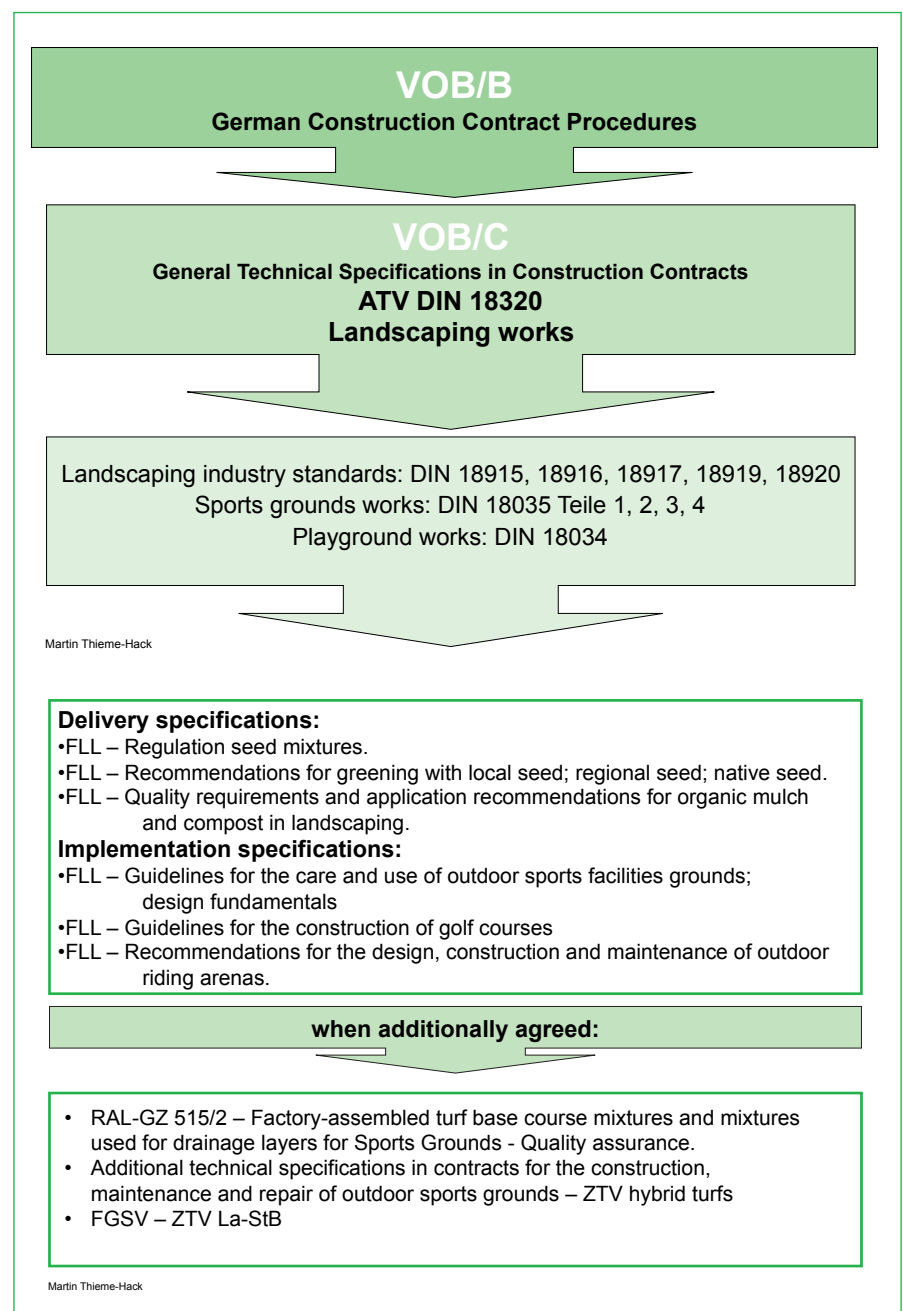 VOB/B
German Construction Contract Procedures
VOB/C
General Technical Specifications in Construction Contracts
ATV DIN 18320
Landscaping works
Landscaping industry standards: DIN 18915, 18916, 18917, 18919, 18920
Sports grounds works: DIN 18035 Teile 1, 2, 3, 4
Playground works: DIN 18034
Martin Thieme-Hack
Delivery specifications:
•FLL – Regulation seed mixtures.
•FLL – Recommendations for greening with local seed; regional seed; native seed.
•FLL – Quality requirements and application recommendations for organic mulch
and compost in landscaping.
Implementation specifications:
•FLL – Guidelines for the care and use of outdoor sports facilities grounds;
design fundamentals
•FLL – Guidelines for the construction of golf courses
•FLL – Recommendations for the design, construction and maintenance of outdoor
riding arenas.
when additionally agreed:
• RAL-GZ 515/2 – Factory-assembled turf base course mixtures and mixtures
used for drainage layers for Sports Grounds - Quality assurance.
• Additional technical specifications in contracts for the construction,
maintenance and repair of outdoor sports grounds – ZTV hybrid turfs
• FGSV – ZTV La-StB
Martin Thieme-Hack